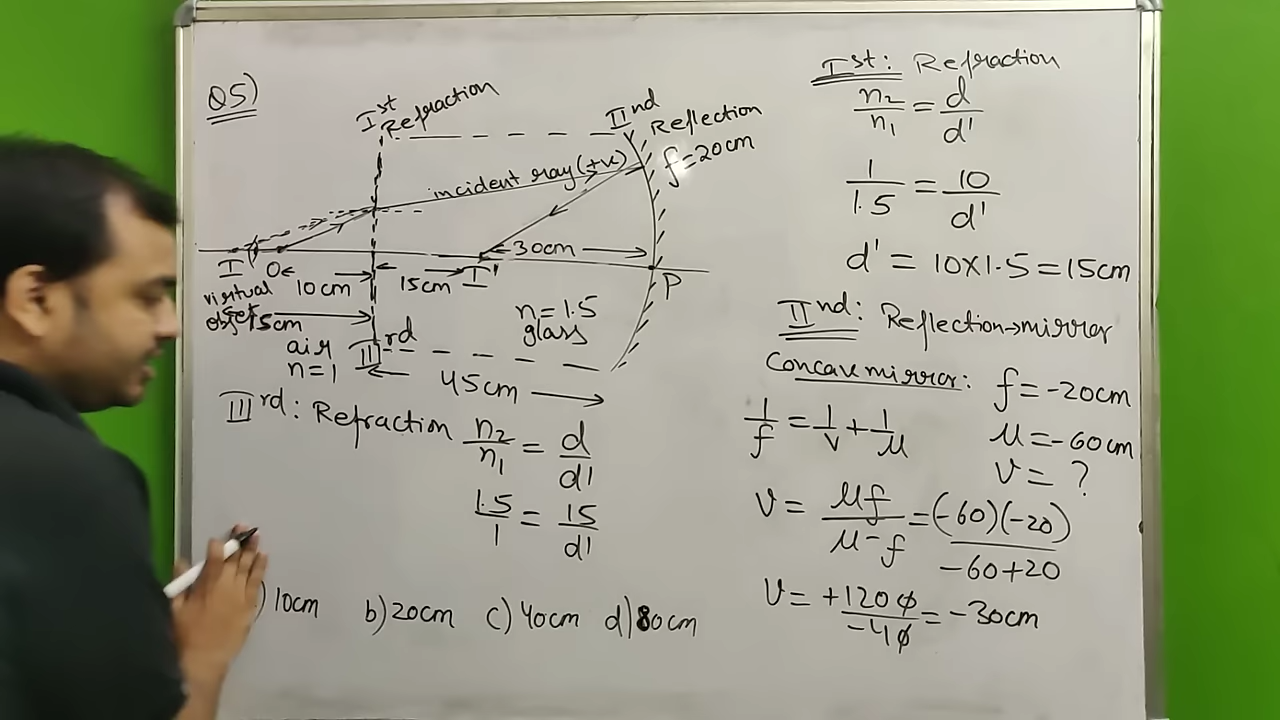 Q5)
Ist Refraction
IInd Reflection
f=20cm
incident ray(+ve)
I' O
10cm
15cm I'
30cm
P
virtual
15cm
n=1.5
glass
air
n=1
IIIrd
45cm
IIIrd: Refraction n2/n1 = d/d'
1.5/1 = 15/d'
10cm b)20cm c)40cm d)80cm
Ist: Refraction
n2/n1 = d/d'
1/1.5 = 10/d'
d' = 10x1.5=15cm
IInd: Reflection→mirror
Concave mirror: f=-20cm
1/f = 1/v + 1/u
u=-60cm
v= ?
v = uf/u-f = (-60)(-20)/-60+20
v = +1200/-40 = -30cm